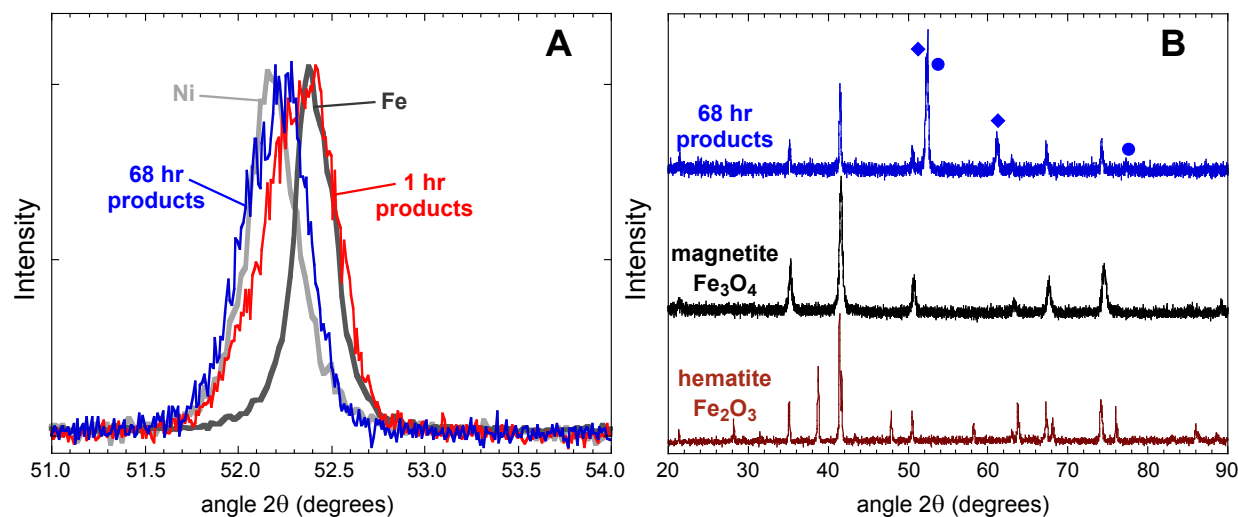 A
Ni
Fe
68 hr
products
1 hr
products
Intensity
51.0 51.5 52.0 52.5 53.0 53.5 54.0
angle 2θ (degrees)
B
68 hr
products
magnetite
Fe₃O₄
hematite
Fe₂O₃
Intensity
20 30 40 50 60 70 80 90
angle 2θ (degrees)